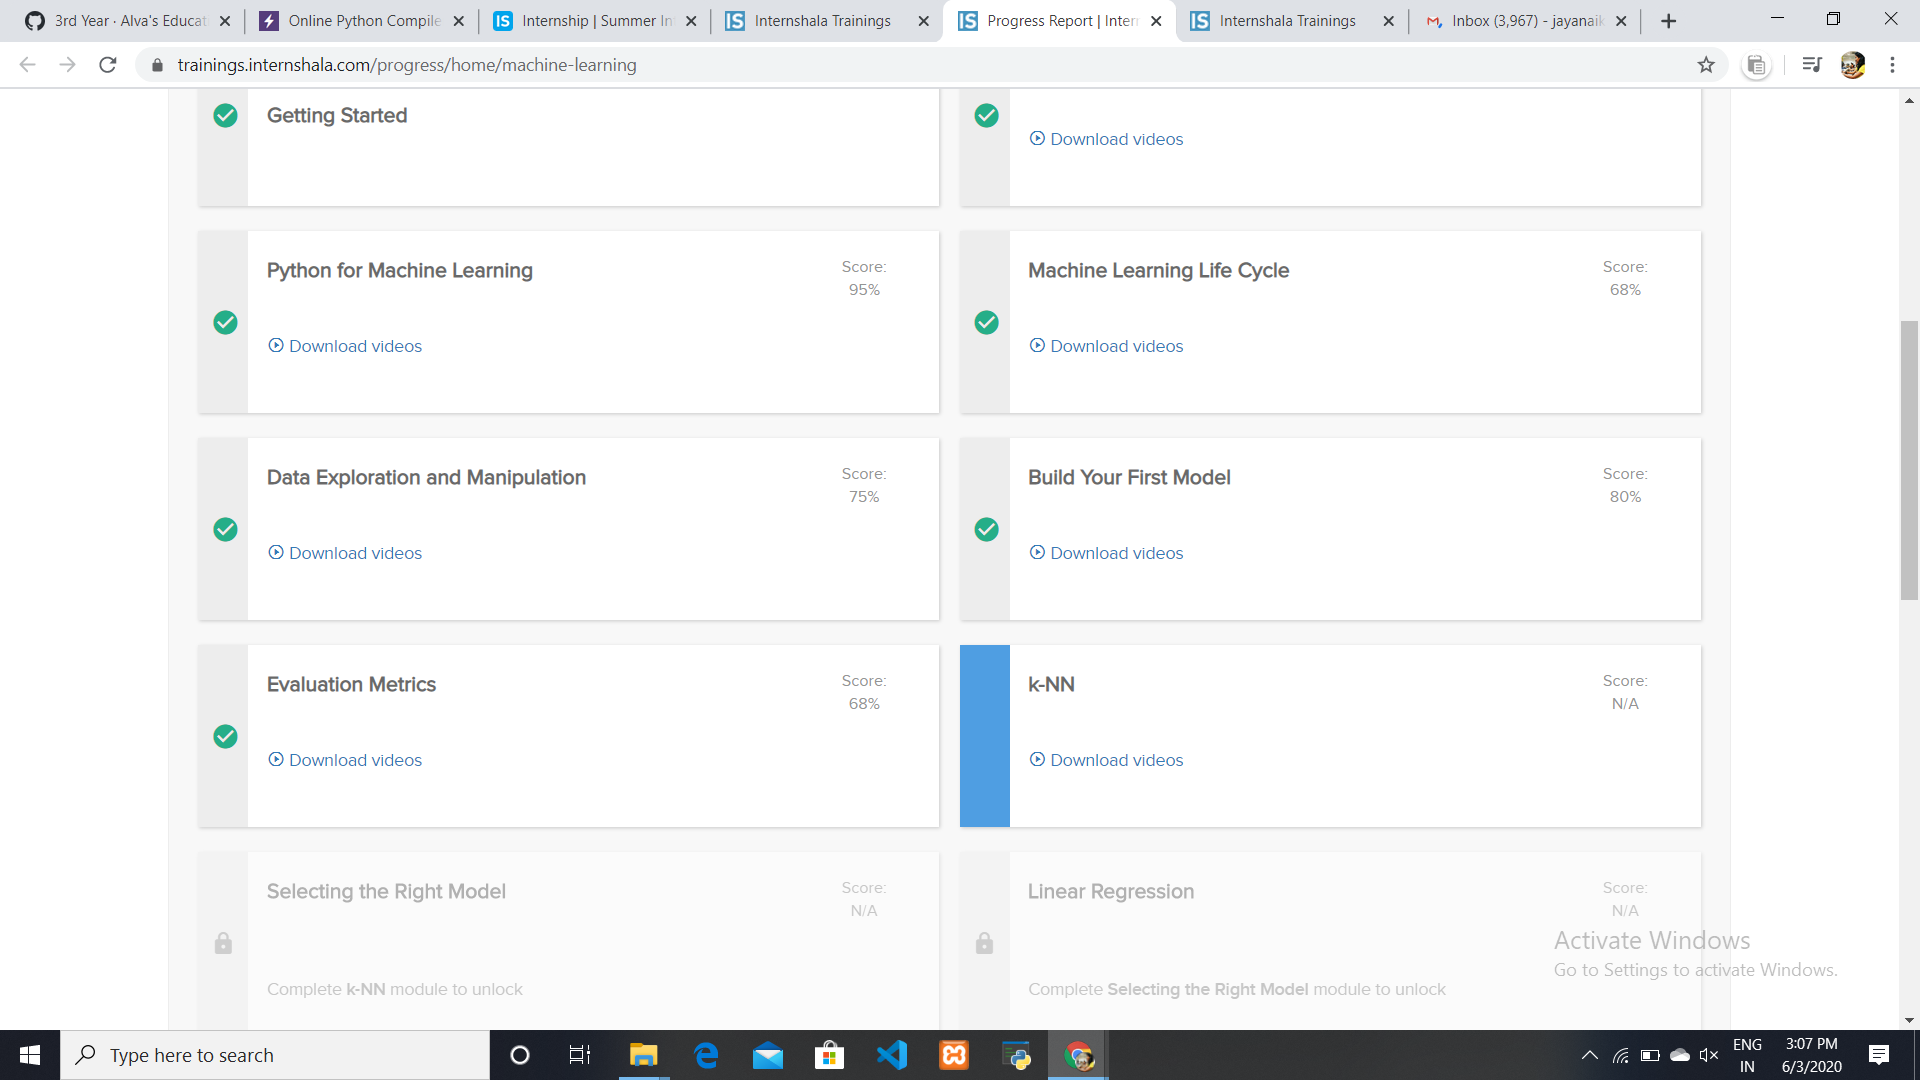 3rd Year · Alva's Educat
Online Python Compile
Internship | Summer In
Internshala Trainings
Progress Report | Intern
Internshala Trainings
Inbox (3,967) - jayanaik
trainings.internshala.com/progress/home/machine-learning
Getting Started
Download videos
Python for Machine Learning
Score:
95%
Download videos
Machine Learning Life Cycle
Score:
68%
Download videos
Data Exploration and Manipulation
Score:
75%
Download videos
Build Your First Model
Score:
80%
Download videos
Evaluation Metrics
Score:
68%
Download videos
k-NN
Score:
N/A
Download videos
Selecting the Right Model
Score:
N/A
Complete k-NN module to unlock
Linear Regression
Score:
N/A
Complete Selecting the Right Model module to unlock
Activate Windows
Go to Settings to activate Windows.
Type here to search
ENG
IN
3:07 PM
6/3/2020